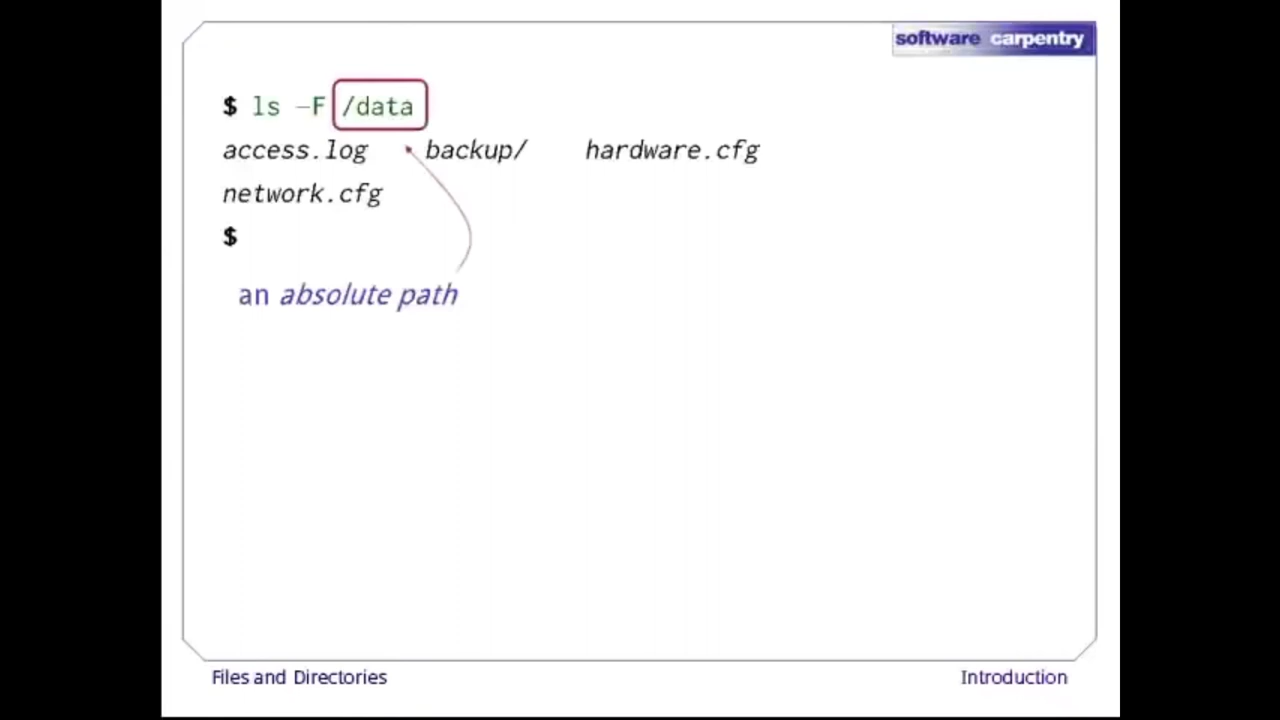 software carpentry
$ ls -F /data
access.log backup/ hardware.cfg
network.cfg
$
an absolute path
Files and Directories Introduction